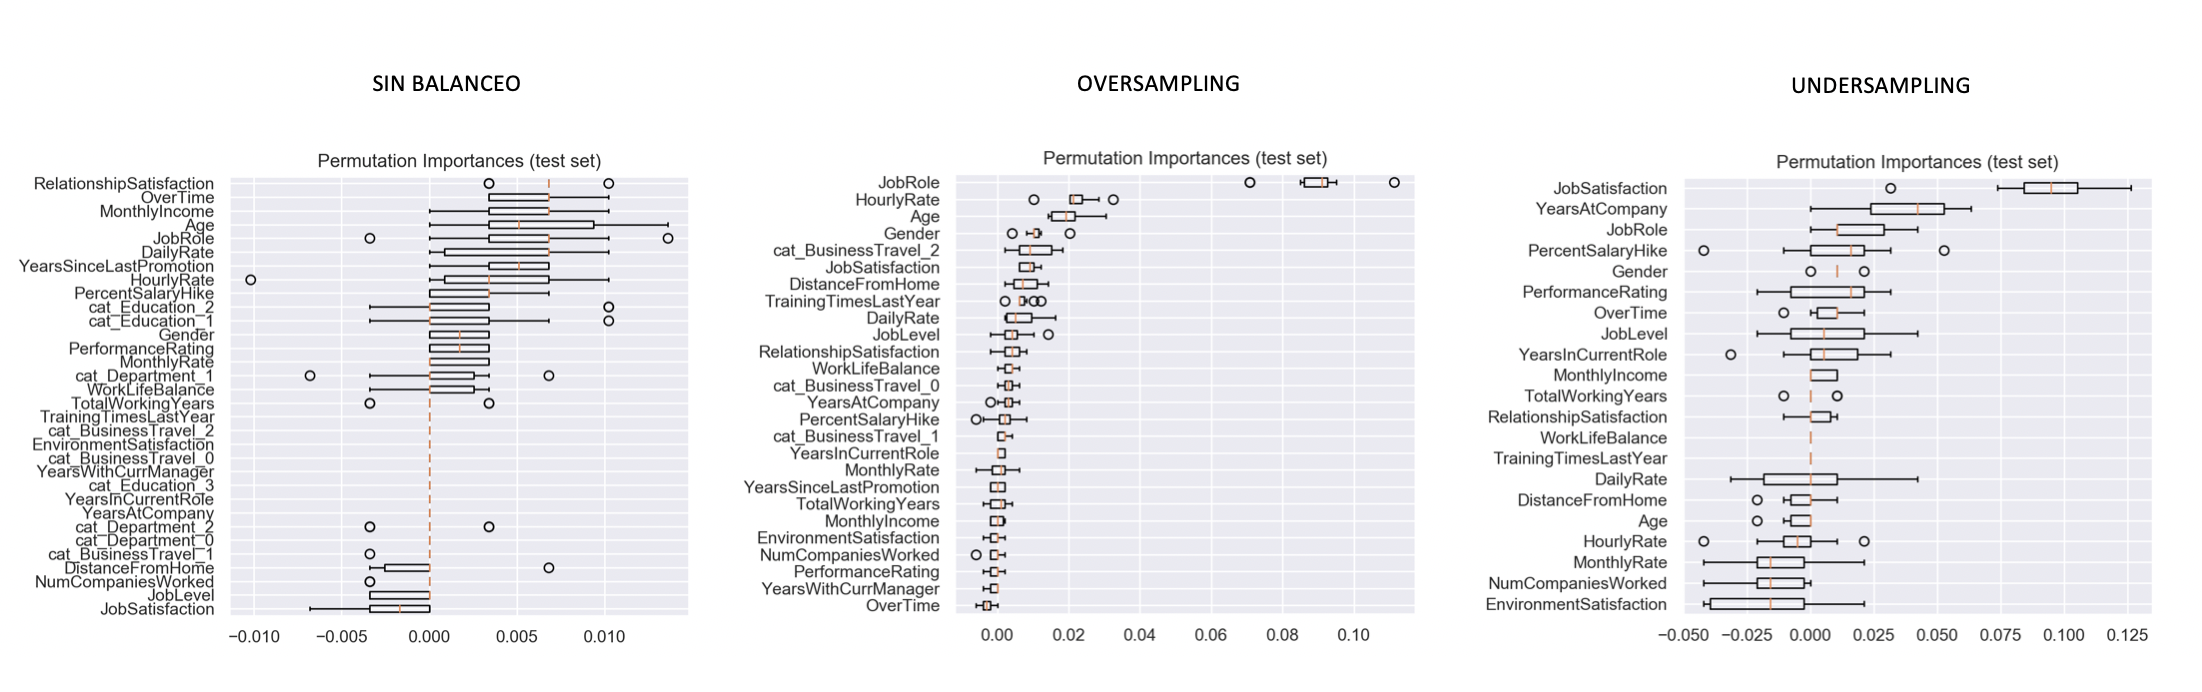 SIN BALANCEO
OVERSAMPLING
UNDERSAMPLING
Permutation Importances (test set)
RelationshipSatisfaction
OverTime
MonthlyIncome
Age
JobRole
DailyRate
YearsSinceLastPromotion
HourlyRate
PercentSalaryHike
cat_Education_2
cat_Education_1
Gender
PerformanceRating
MonthlyRate
cat_Department_1
WorkLifeBalance
TotalWorkingYears
TrainingTimesLastYear
cat_BusinessTravel_2
EnvironmentSatisfaction
cat_BusinessTravel_0
YearsWithCurrManager
cat_Education_3
YearsInCurrentRole
YearsAtCompany
cat_Department_2
cat_Department_0
cat_BusinessTravel_1
DistanceFromHome
NumCompaniesWorked
JobLevel
JobSatisfaction
−0.010 −0.005 0.000 0.005 0.010
Permutation Importances (test set)
JobRole
HourlyRate
Age
Gender
cat_BusinessTravel_2
JobSatisfaction
DistanceFromHome
TrainingTimesLastYear
DailyRate
JobLevel
RelationshipSatisfaction
WorkLifeBalance
cat_BusinessTravel_0
YearsAtCompany
PercentSalaryHike
cat_BusinessTravel_1
YearsInCurrentRole
MonthlyRate
YearsSinceLastPromotion
TotalWorkingYears
MonthlyIncome
EnvironmentSatisfaction
NumCompaniesWorked
PerformanceRating
YearsWithCurrManager
OverTime
0.00 0.02 0.04 0.06 0.08 0.10
Permutation Importances (test set)
JobSatisfaction
YearsAtCompany
JobRole
PercentSalaryHike
Gender
PerformanceRating
OverTime
JobLevel
YearsInCurrentRole
MonthlyIncome
TotalWorkingYears
RelationshipSatisfaction
WorkLifeBalance
TrainingTimesLastYear
DailyRate
DistanceFromHome
Age
HourlyRate
MonthlyRate
NumCompaniesWorked
EnvironmentSatisfaction
−0.050 −0.025 0.000 0.025 0.050 0.075 0.100 0.125